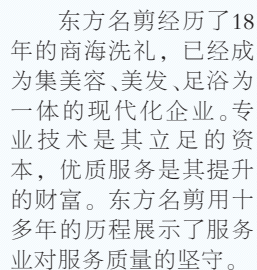 东方名剪经历了18
年的商海洗礼，已经成
为集美容、美发、足浴为
一体的现代化企业。专
业技术是其立足的资
本，优质服务是其提升
的财富。东方名剪用十
多年的历程展示了服务
业对服务质量的坚守。